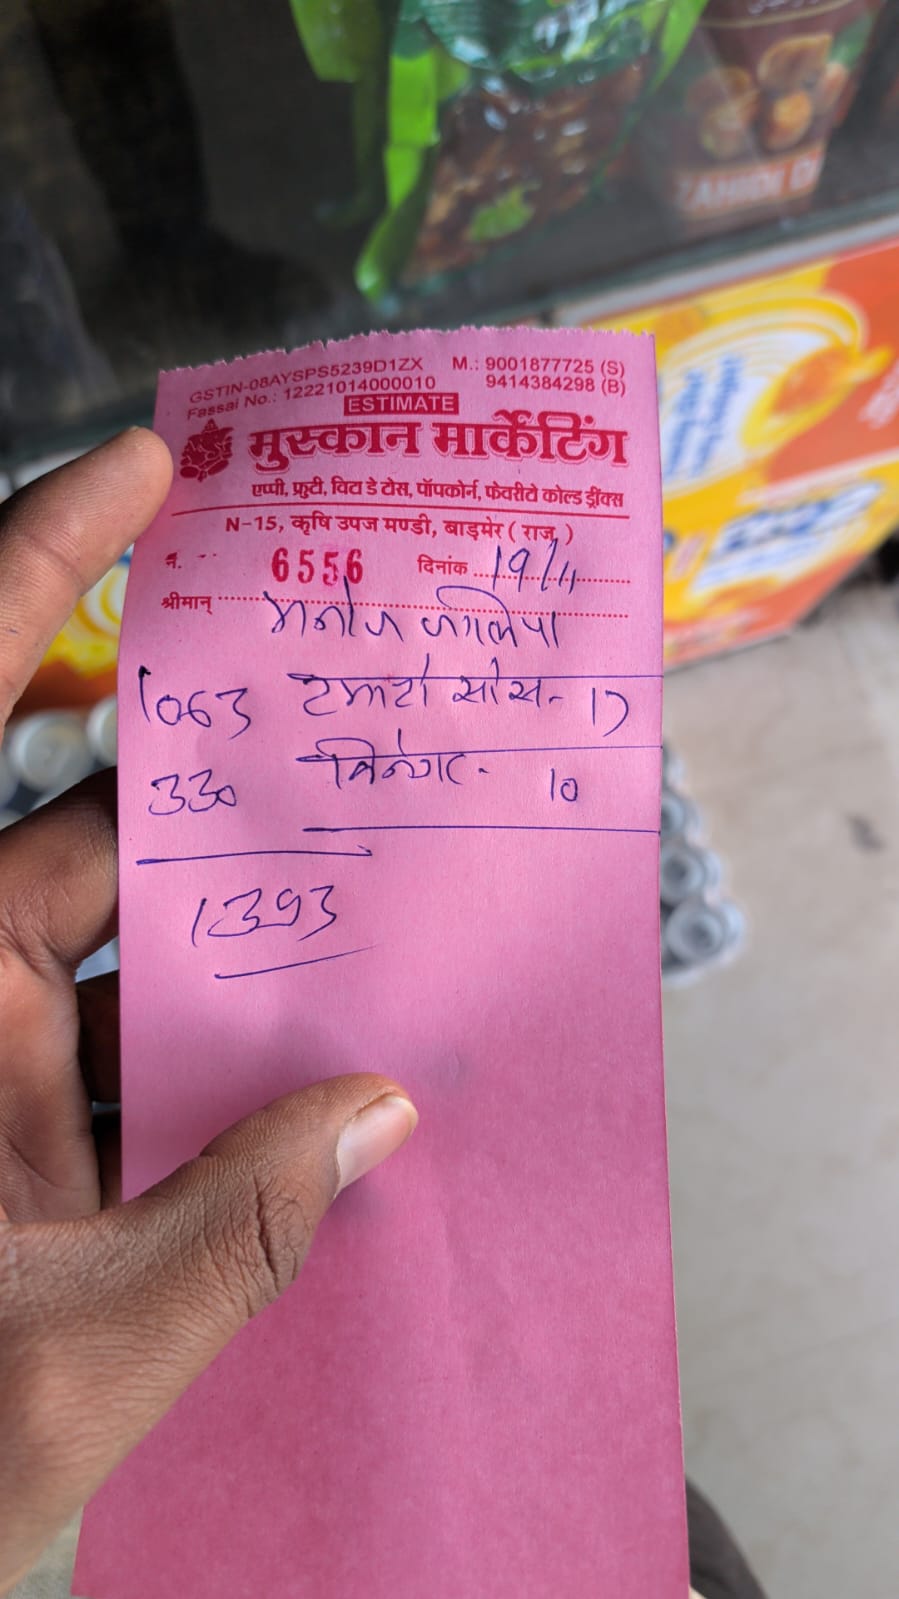 GSTIN-08AYSPS5239D1ZX M.: 9001877725 (S)
Fassai No.: 12221014000010 9414384298 (B)
ESTIMATE
मुस्कान मार्केटिंग
एप्पी, फ्रुटी, विटा डे टोस, पॉपकोर्न, फेवरीटो कोल्ड ड्रींक्स
N-15, कृषि उपज मण्डी, बाड़मेर ( राज. )
नं. 6556 दिनांक 19/11
श्रीमान् मनोज जालिपा
1063 टमाटो सोस - 17
330 विनेगर - 10
1393